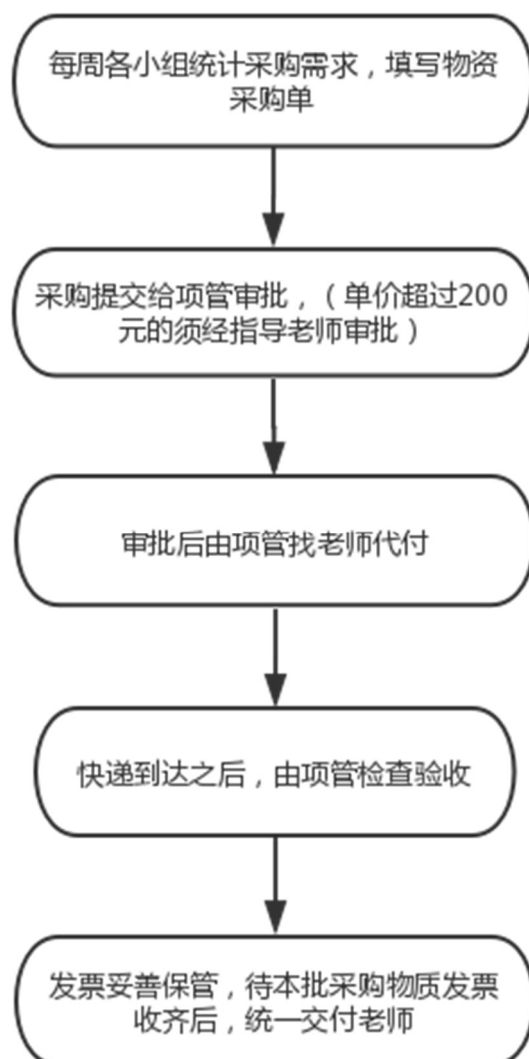 每周各小组统计采购需求，填写物资
采购单
采购提交给项管审批，（单价超过200
元的须经指导老师审批）
审批后由项管找老师代付
快递到达之后，由项管检查验收
发票妥善保管，待本批采购物质发票
收齐后，统一交付老师